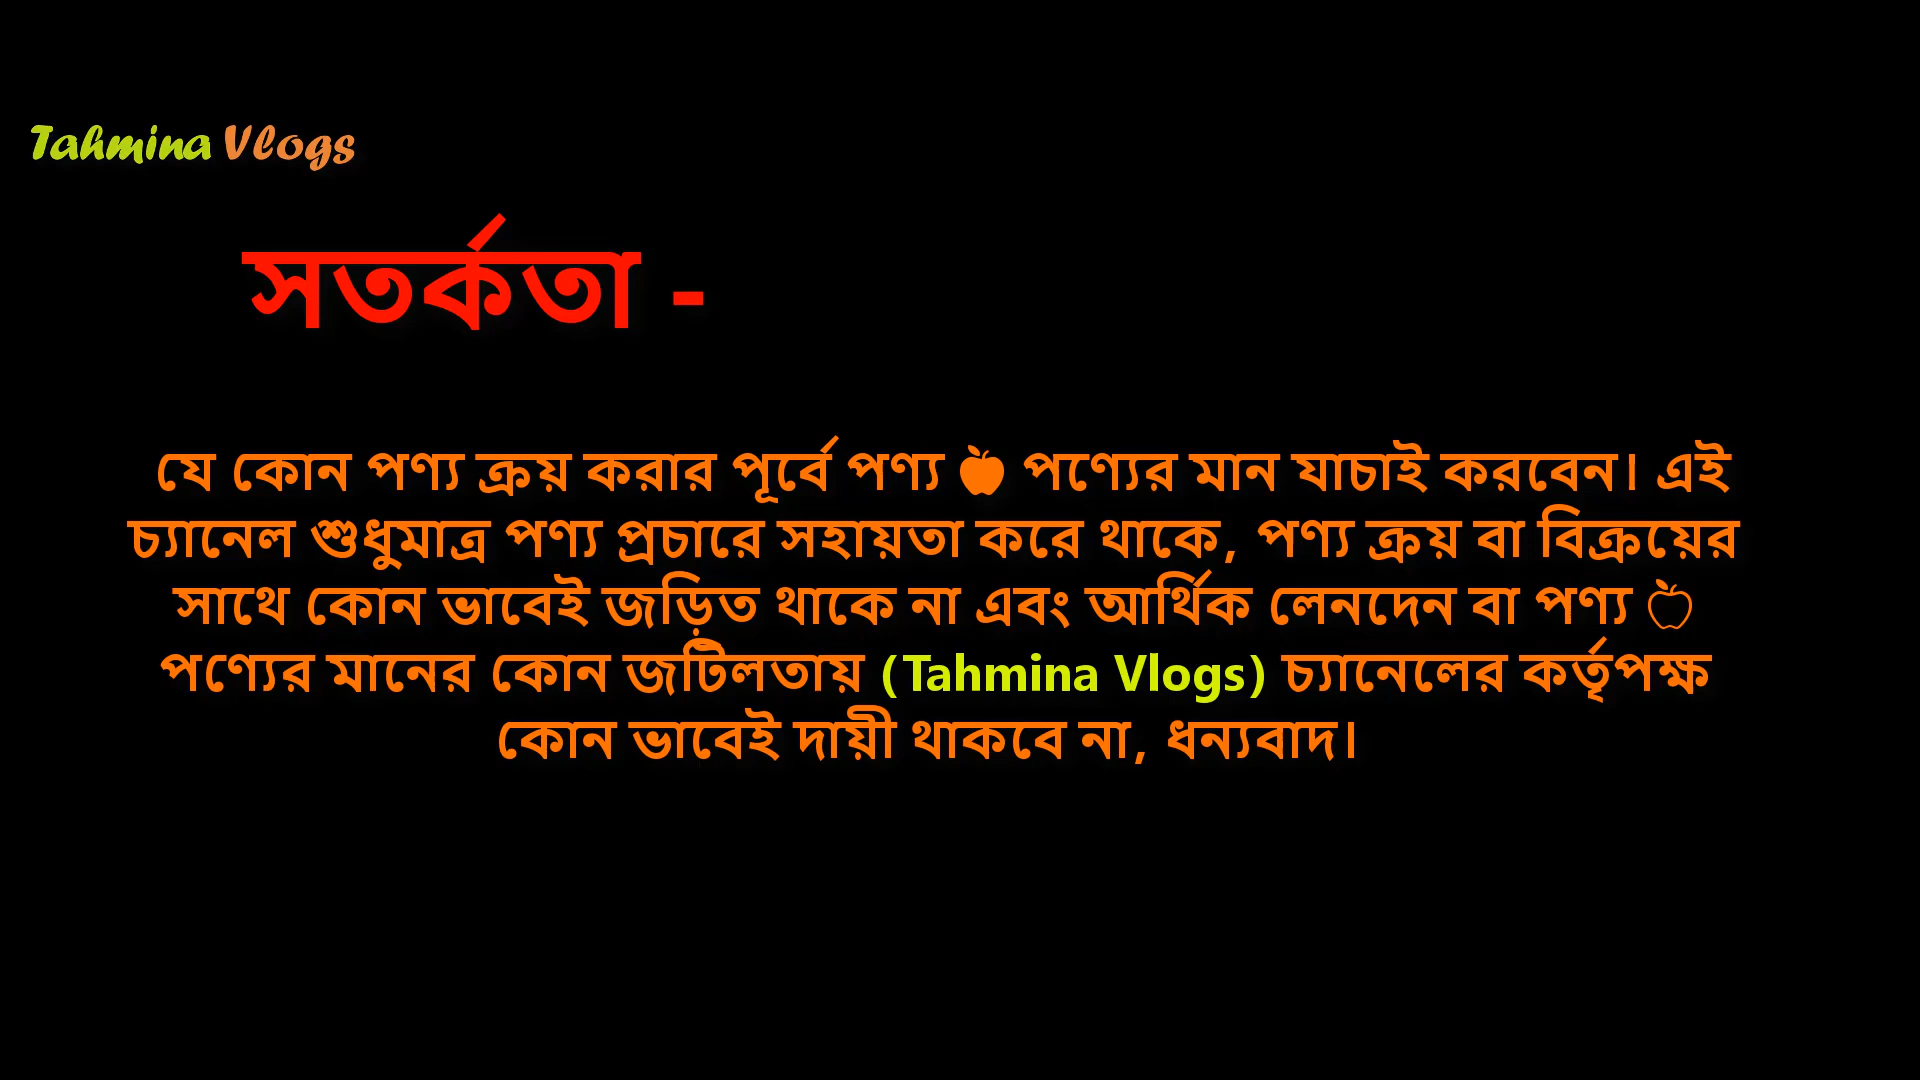 Tahmina Vlogs
সতর্কতা -
যে কোন পণ্য ক্রয় করার পূর্বে পণ্য 🍎 পণ্যের মান যাচাই করবেন। এই
চ্যানেল শুধুমাত্র পণ্য প্রচারে সহায়তা করে থাকে, পণ্য ক্রয় বা বিক্রয়ের
সাথে কোন ভাবেই জড়িত থাকে না এবং আর্থিক লেনদেন বা পণ্য 🍎
পণ্যের মানের কোন জটিলতায় (Tahmina Vlogs) চ্যানেলের কর্তৃপক্ষ
কোন ভাবেই দায়ী থাকবে না, ধন্যবাদ।